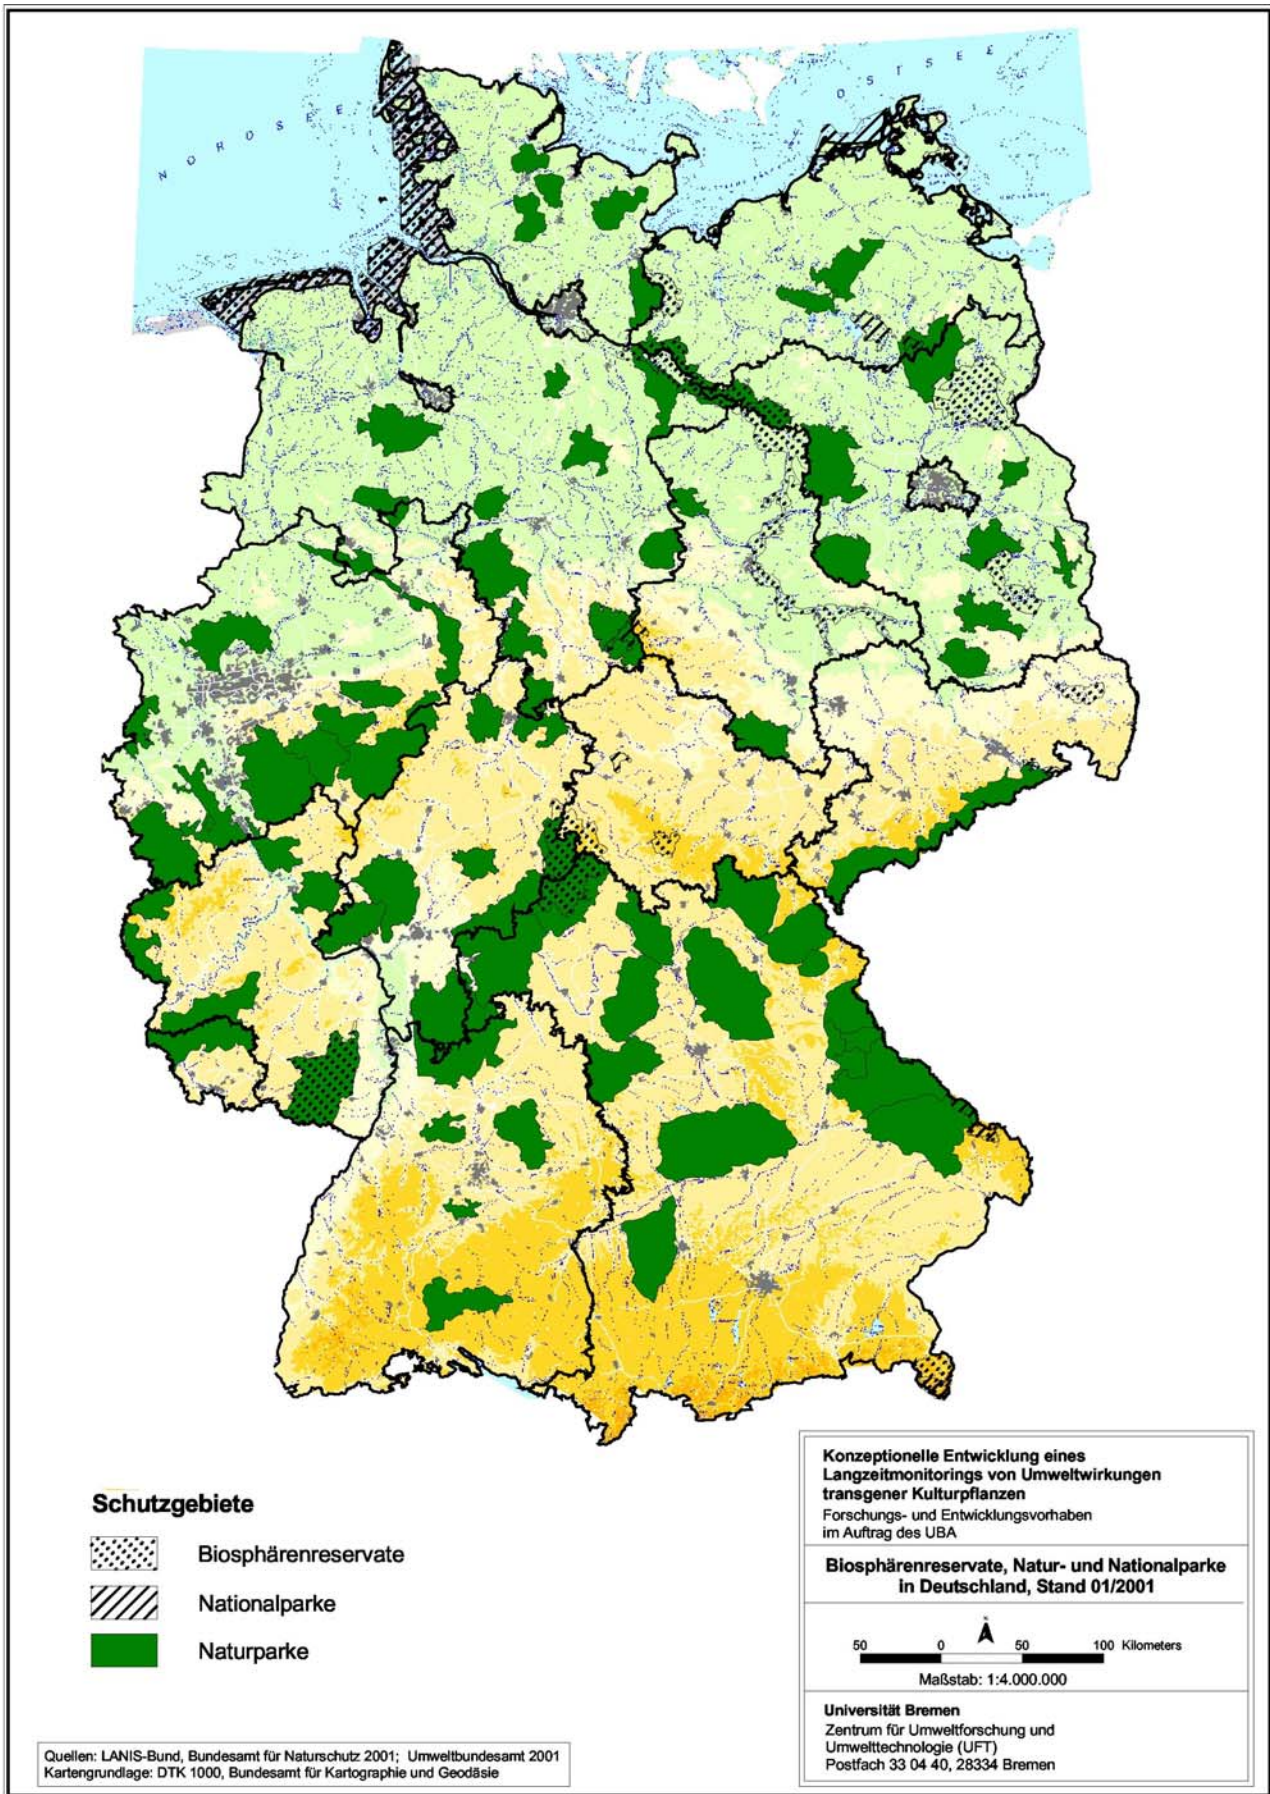 NORDSEE
OSTSEE
Schutzgebiete
Biosphärenreservate
Nationalparke
Naturparke
Konzeptionelle Entwicklung eines
Langzeitmonitorings von Umweltwirkungen
transgener Kulturpflanzen
Forschungs- und Entwicklungsvorhaben
im Auftrag des UBA
Biosphärenreservate, Natur- und Nationalparke
in Deutschland, Stand 01/2001
N
50 0 50 100 Kilometers
Maßstab: 1:4.000.000
Universität Bremen
Zentrum für Umweltforschung und
Umwelttechnologie (UFT)
Postfach 33 04 40, 28334 Bremen
Quellen: LANIS-Bund, Bundesamt für Naturschutz 2001; Umweltbundesamt 2001
Kartengrundlage: DTK 1000, Bundesamt für Kartographie und Geodäsie